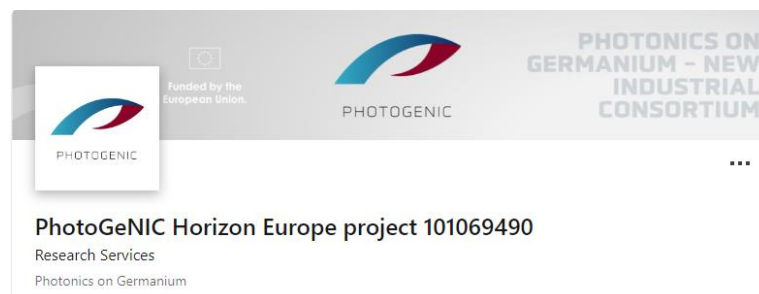 Funded by the
European Union.
PHOTOGENIC
PHOTONICS ON
GERMANIUM – NEW
INDUSTRIAL
CONSORTIUM
PHOTOGENIC
PhotoGeNIC Horizon Europe project 101069490
Research Services
Photonics on Germanium